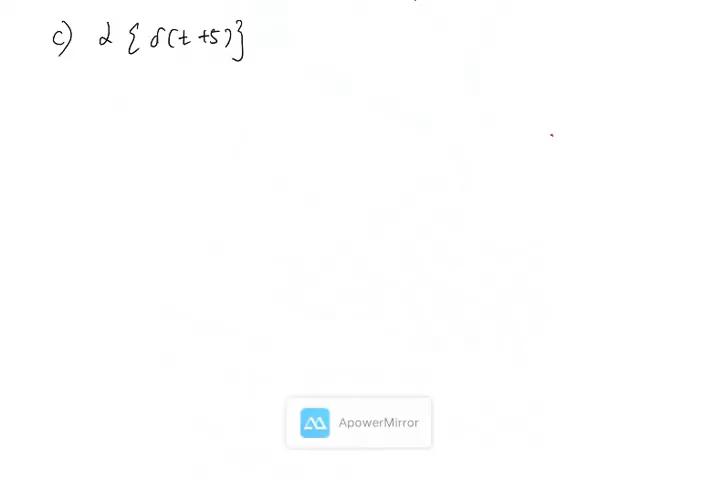 c) ℒ {δ(t+5)}
ApowerMirror